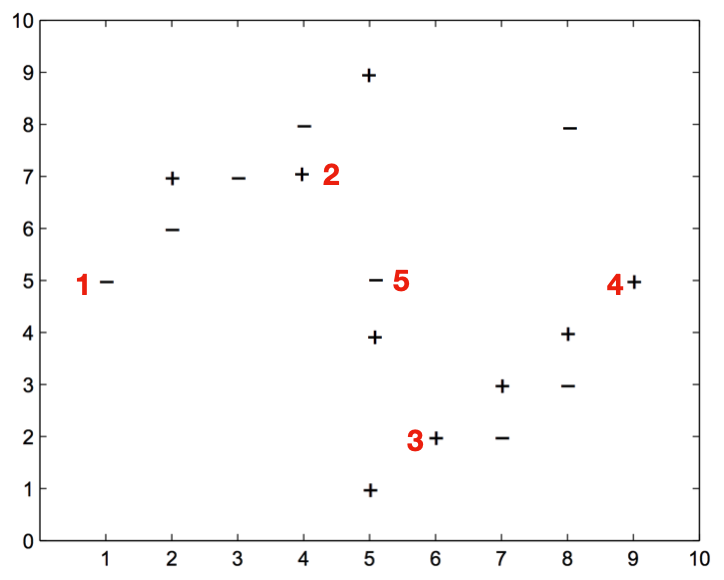 10
9 +
8 − −
7 + − + 2
6 −
5 1 − − 5 4 +
4 + +
3 + −
2 3 + −
1 +
0
1 2 3 4 5 6 7 8 9 10